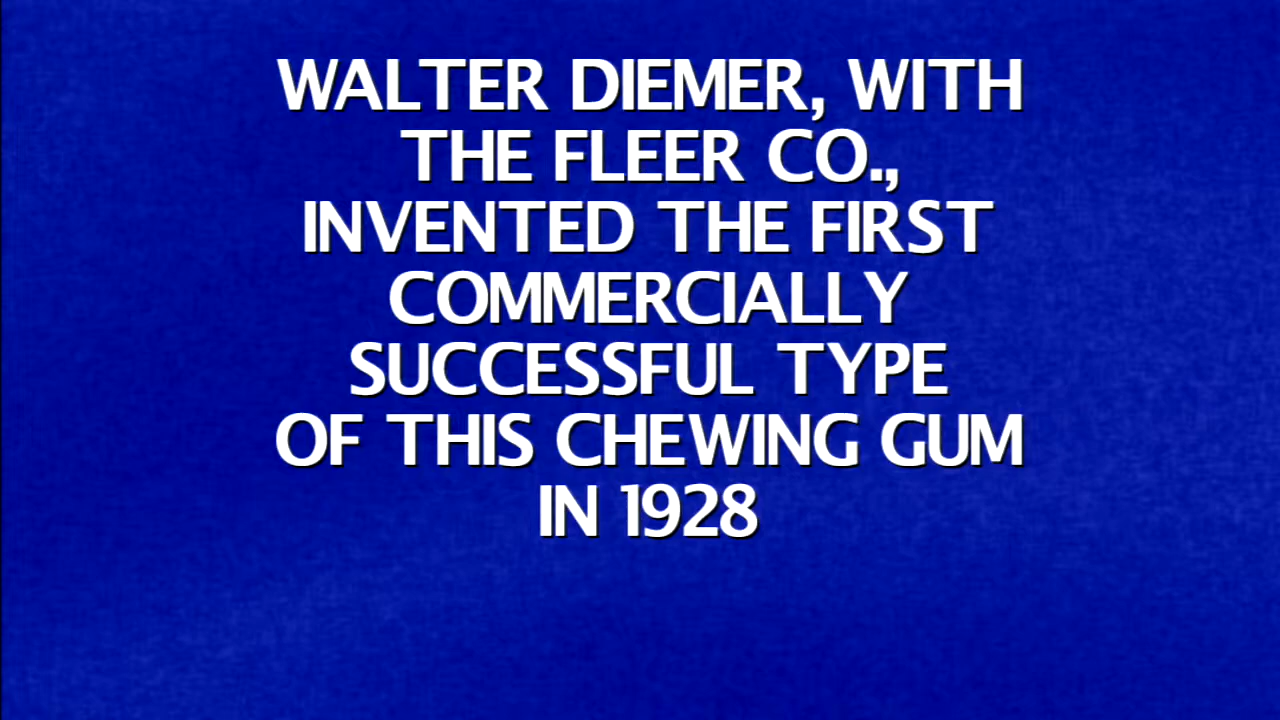 WALTER DIEMER, WITH
THE FLEER CO.,
INVENTED THE FIRST
COMMERCIALLY
SUCCESSFUL TYPE
OF THIS CHEWING GUM
IN 1928